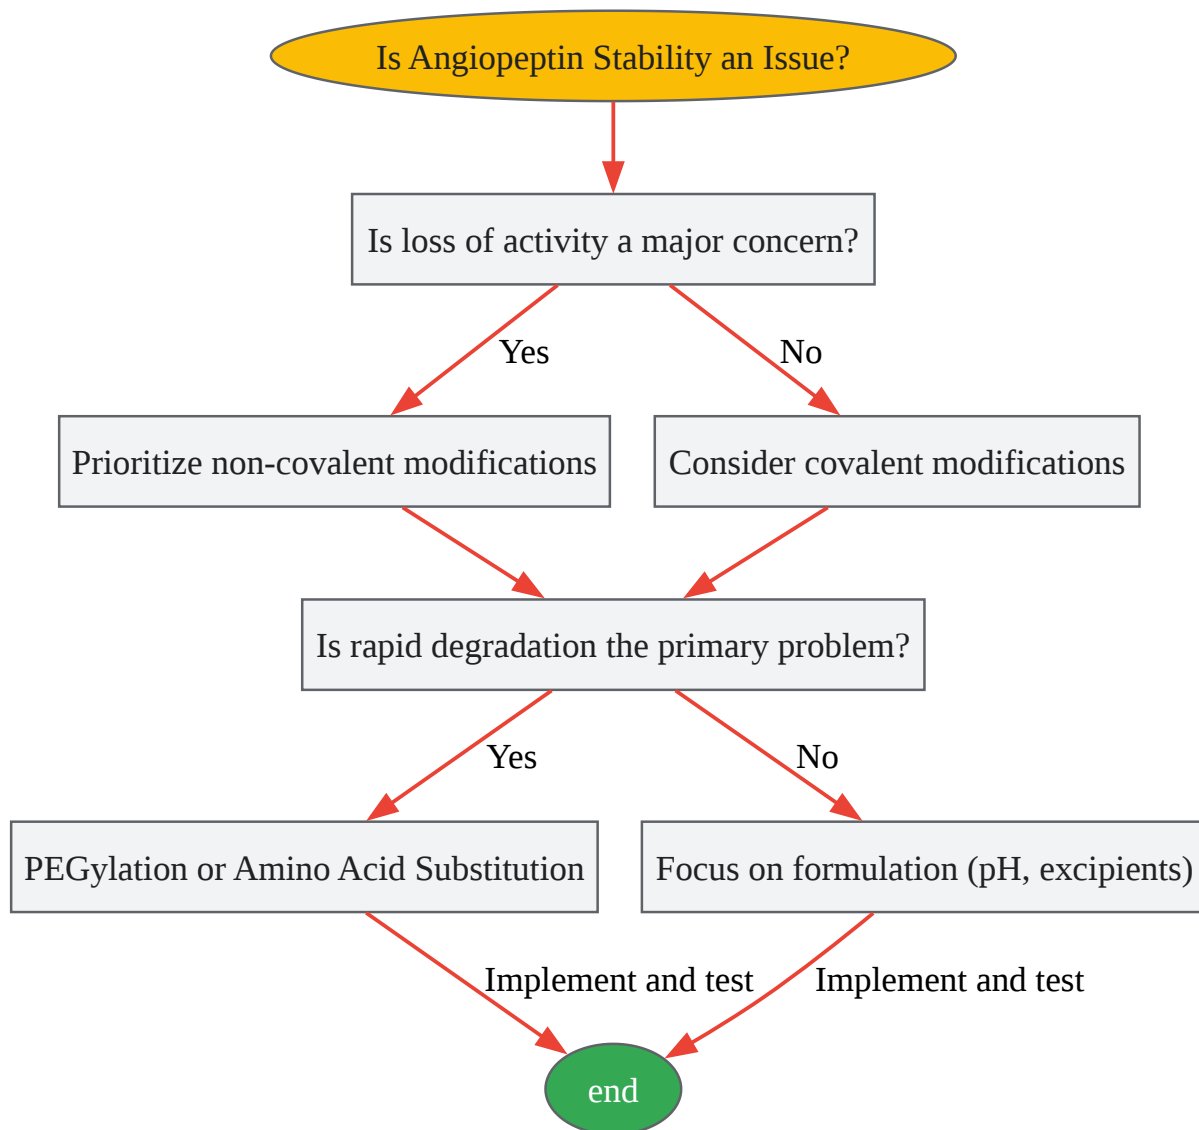 Is Angiopeptin Stability an Issue?
Is loss of activity a major concern?
Yes
No
Prioritize non-covalent modifications
Consider covalent modifications
Is rapid degradation the primary problem?
Yes
No
PEGylation or Amino Acid Substitution
Focus on formulation (pH, excipients)
Implement and test
Implement and test
end